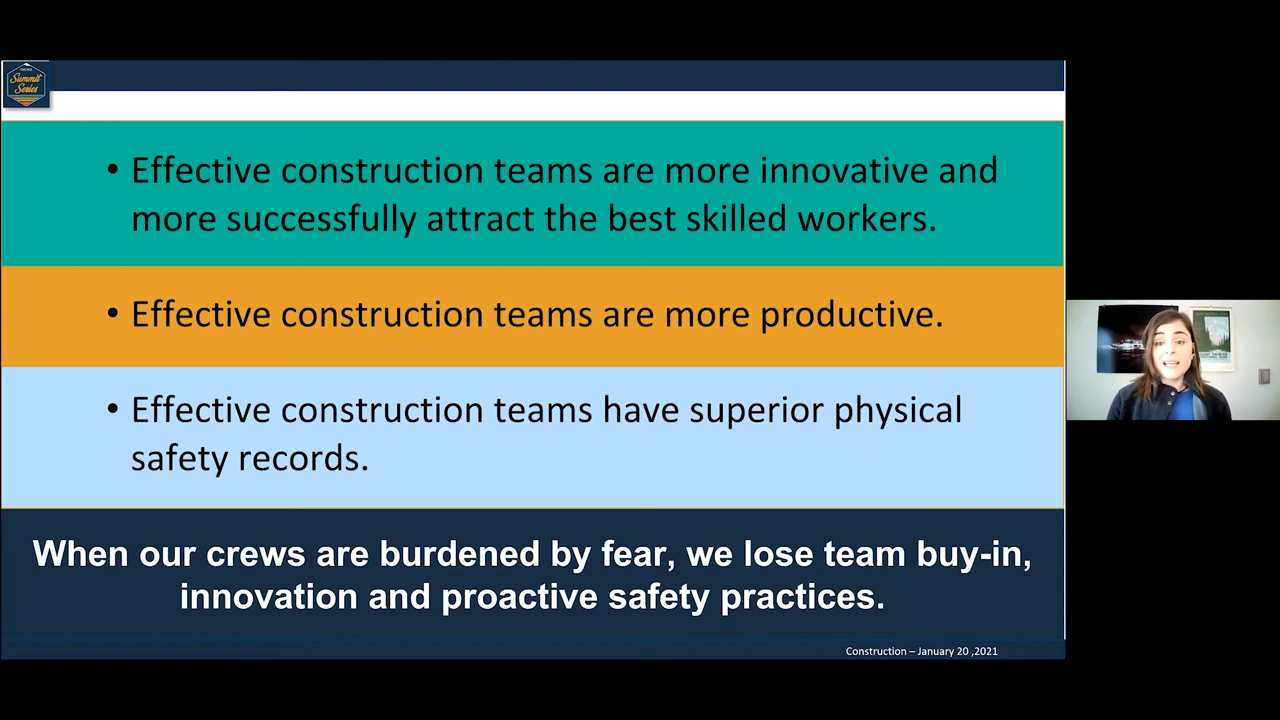 Summit
Series
• Effective construction teams are more innovative and
more successfully attract the best skilled workers.
• Effective construction teams are more productive.
• Effective construction teams have superior physical
safety records.
When our crews are burdened by fear, we lose team buy-in,
innovation and proactive safety practices.
Construction – January 20 ,2021